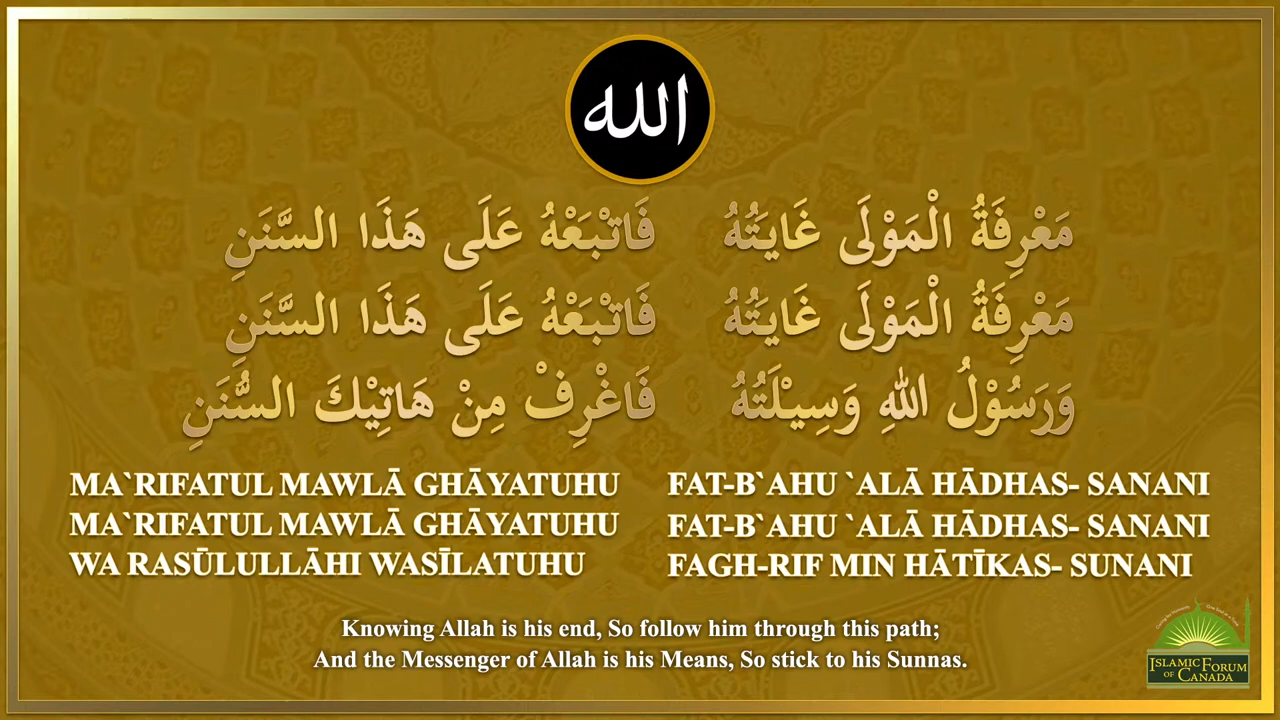 الله
مَعْرِفَةُ الْمَوْلَى غَايَتُهُ فَاتْبَعْهُ عَلَى هَذَا السَّنَنِ
مَعْرِفَةُ الْمَوْلَى غَايَتُهُ فَاتْبَعْهُ عَلَى هَذَا السَّنَنِ
وَرَسُوْلُ اللهِ وَسِيْلَتُهُ فَاغْرِفْ مِنْ هَاتِيْكَ السُّنَنِ
MA`RIFATUL MAWLĀ GHĀYATUHU FAT-B`AHU `ALĀ HĀDHAS- SANANI
MA`RIFATUL MAWLĀ GHĀYATUHU FAT-B`AHU `ALĀ HĀDHAS- SANANI
WA RASŪLULLĀHI WASĪLATUHU FAGH-RIF MIN HĀTĪKAS- SUNANI
Knowing Allah is his end, So follow him through this path;
And the Messenger of Allah is his Means, So stick to his Sunnas.
ISLAMIC FORUM
OF CANADA